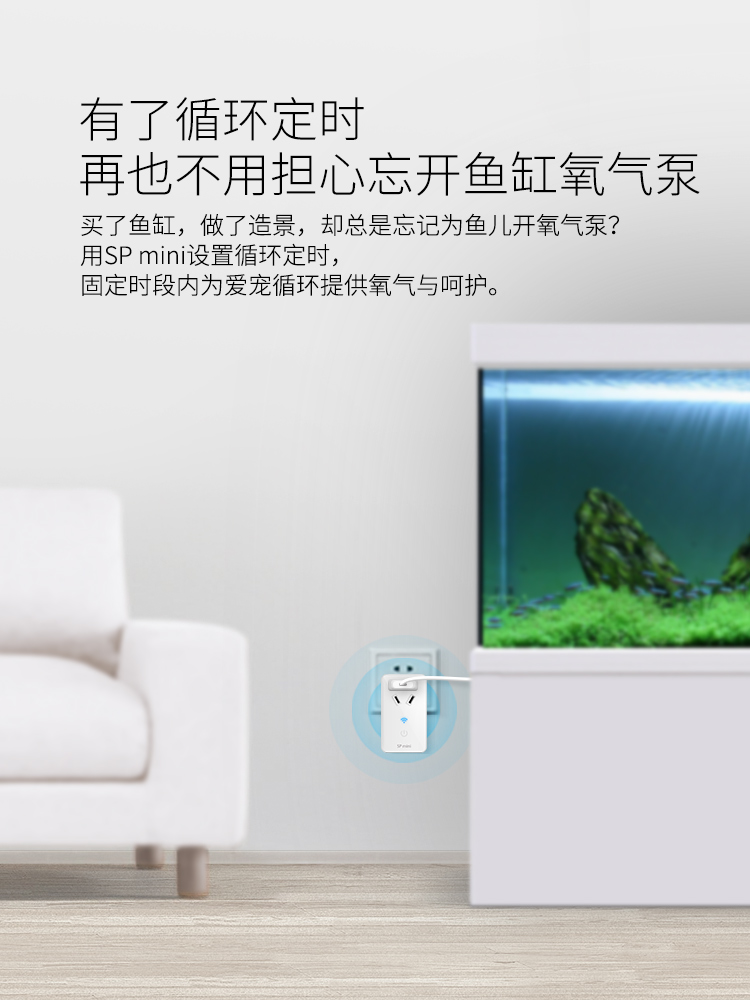 有了循环定时
再也不用担心忘开鱼缸氧气泵
买了鱼缸，做了造景，却总是忘记为鱼儿开氧气泵？
用SP mini设置循环定时，
固定时段内为爱宠循环提供氧气与呵护。
SP mini